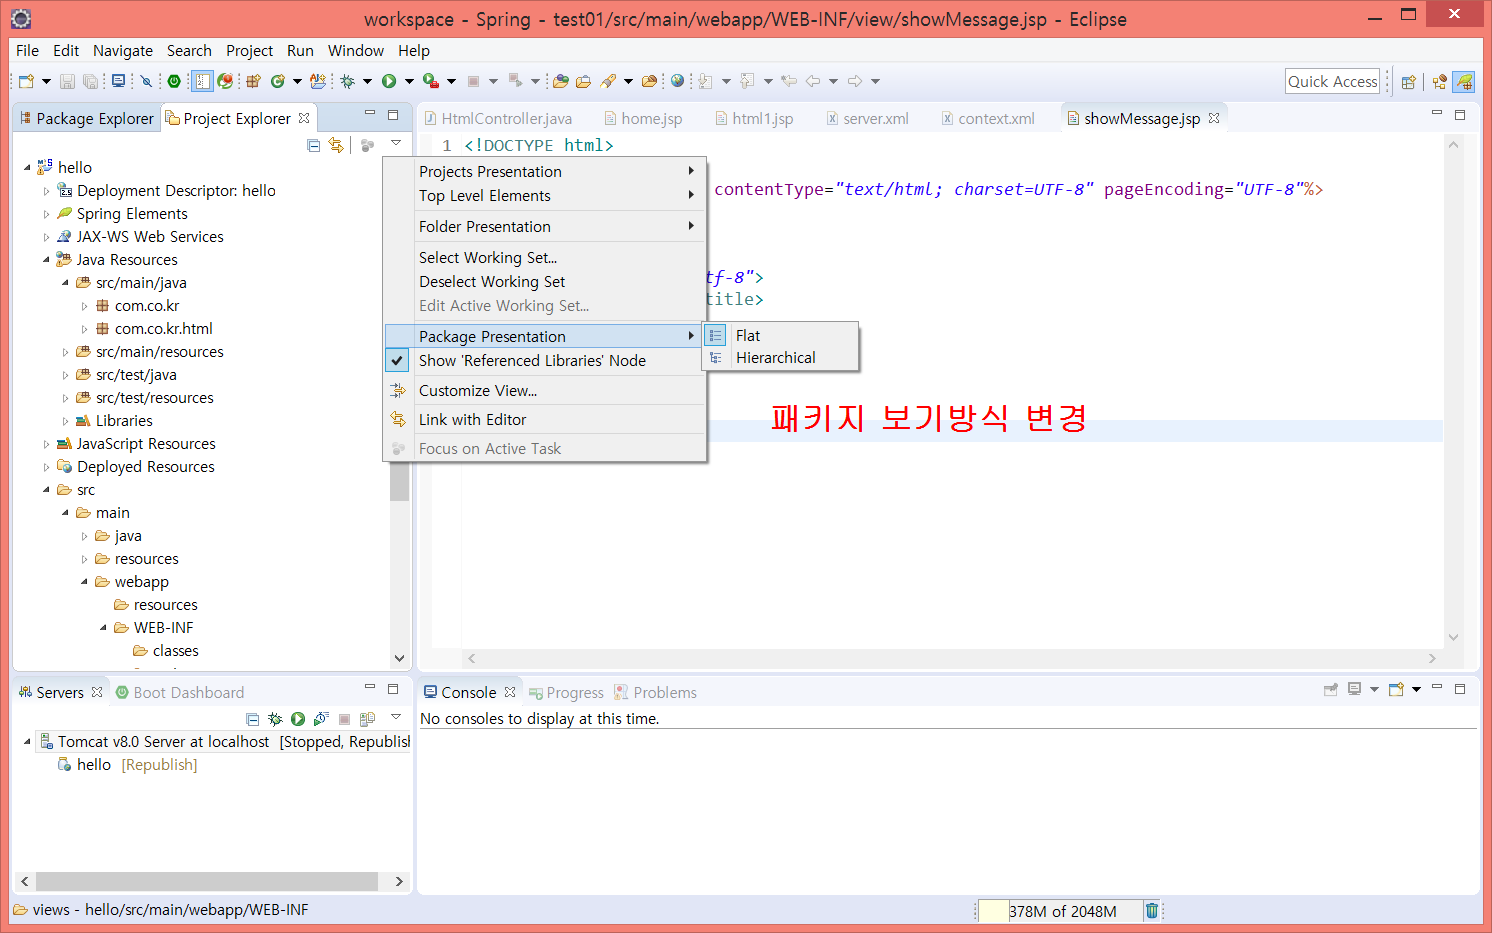 workspace - Spring - test01/src/main/webapp/WEB-INF/view/showMessage.jsp - Eclipse
File Edit Navigate Search Project Run Window Help
Quick Access
Package Explorer Project Explorer
hello
Deployment Descriptor: hello
Spring Elements
JAX-WS Web Services
Java Resources
src/main/java
com.co.kr
com.co.kr.html
src/main/resources
src/test/java
src/test/resources
Libraries
JavaScript Resources
Deployed Resources
src
main
java
resources
webapp
resources
WEB-INF
classes
HtmlController.java home.jsp html1.jsp server.xml context.xml showMessage.jsp
1 <!DOCTYPE html>
contentType="text/html; charset=UTF-8" pageEncoding="UTF-8"%>
tf-8">
title>
Projects Presentation
Top Level Elements
Folder Presentation
Select Working Set...
Deselect Working Set
Edit Active Working Set...
Package Presentation
Show 'Referenced Libraries' Node
Customize View...
Link with Editor
Focus on Active Task
Flat
Hierarchical
패키지 보기방식 변경
Servers Boot Dashboard
Tomcat v8.0 Server at localhost [Stopped, Republish
hello [Republish]
Console Progress Problems
No consoles to display at this time.
views - hello/src/main/webapp/WEB-INF
378M of 2048M